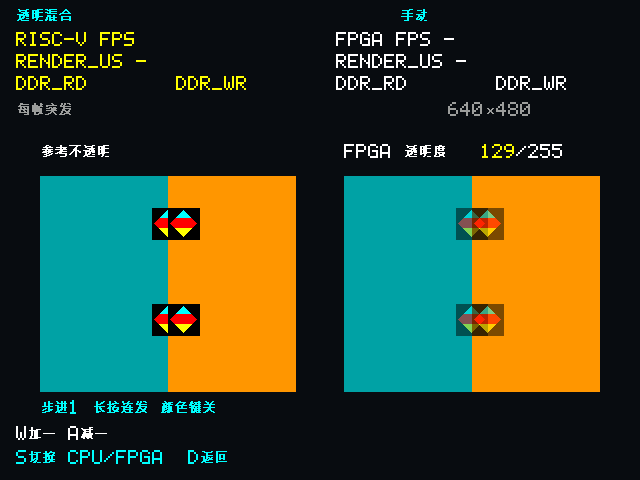 透明混合 手动
RISC-V FPS FPGA FPS -
RENDER_US - RENDER_US -
DDR_RD DDR_WR DDR_RD DDR_WR
每帧突发 640×480
参考不透明 FPGA 透明度 129/255
步进1 长按连发 颜色键关
W加一 A减一
S切换 CPU/FPGA D返回